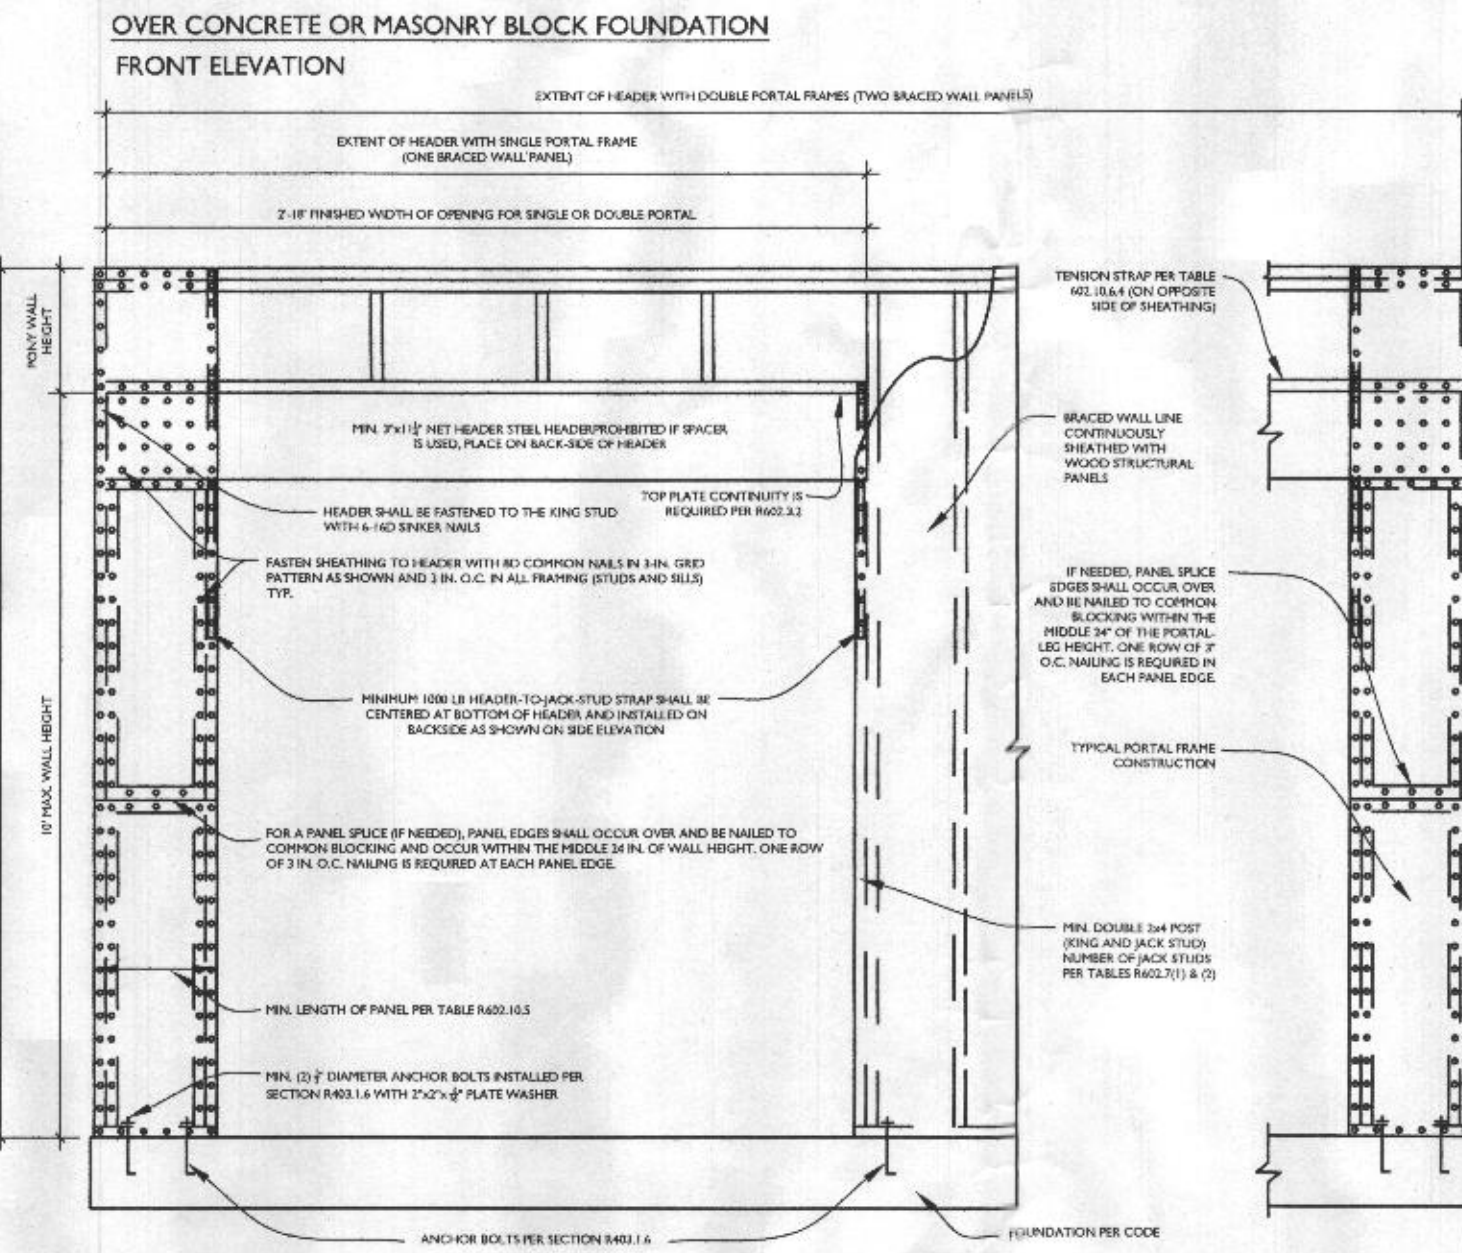 OVER CONCRETE OR MASONRY BLOCK FOUNDATION
FRONT ELEVATION
EXTENT OF HEADER WITH DOUBLE PORTAL FRAMES (TWO BRACED WALL PANELS)
EXTENT OF HEADER WITH SINGLE PORTAL FRAME
(ONE BRACED WALL PANEL)
2'-18' FINISHED WIDTH OF OPENING FOR SINGLE OR DOUBLE PORTAL
PONY WALL
HEIGHT
10' MAX. WALL HEIGHT
TENSION STRAP PER TABLE
602.10.6.4 (ON OPPOSITE
SIDE OF SHEATHING)
MIN. 3"x11¼" NET HEADER STEEL HEADERPROHIBITED IF SPACER
IS USED, PLACE ON BACK-SIDE OF HEADER
BRACED WALL LINE
CONTINUOUSLY
SHEATHED WITH
WOOD STRUCTURAL
PANELS
TOP PLATE CONTINUITY IS
REQUIRED PER R602.3.2
HEADER SHALL BE FASTENED TO THE KING STUD
WITH 6-16D SINKER NAILS
FASTEN SHEATHING TO HEADER WITH 8D COMMON NAILS IN 3-IN. GRID
PATTERN AS SHOWN AND 3 IN. O.C. IN ALL FRAMING (STUDS AND SILLS)
TYP.
IF NEEDED, PANEL SPLICE
EDGES SHALL OCCUR OVER
AND BE NAILED TO COMMON
BLOCKING WITHIN THE
MIDDLE 24" OF THE PORTAL-
LEG HEIGHT. ONE ROW OF 3"
O.C. NAILING IS REQUIRED IN
EACH PANEL EDGE.
MINIMUM 1000 LB HEADER-TO-JACK-STUD STRAP SHALL BE
CENTERED AT BOTTOM OF HEADER AND INSTALLED ON
BACKSIDE AS SHOWN ON SIDE ELEVATION
TYPICAL PORTAL FRAME
CONSTRUCTION
FOR A PANEL SPLICE (IF NEEDED), PANEL EDGES SHALL OCCUR OVER AND BE NAILED TO
COMMON BLOCKING AND OCCUR WITHIN THE MIDDLE 24 IN. OF WALL HEIGHT. ONE ROW
OF 3 IN. O.C. NAILING IS REQUIRED AT EACH PANEL EDGE.
MIN. DOUBLE 2x4 POST
(KING AND JACK STUD)
NUMBER OF JACK STUDS
PER TABLES R602.7(1) & (2)
MIN. LENGTH OF PANEL PER TABLE R602.10.5
MIN. (2) DIAMETER ANCHOR BOLTS INSTALLED PER
SECTION R403.1.6 WITH 2"x2"x PLATE WASHER
ANCHOR BOLTS PER SECTION R403.1.6
FOUNDATION PER CODE